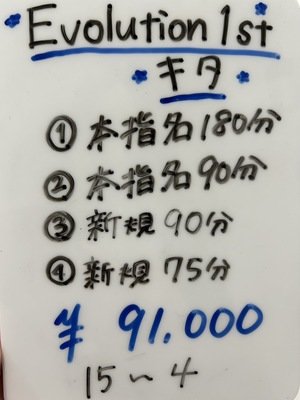 Evolution 1st
キタ
① 本指名 180分
② 本指名 90分
③ 新規 90分
④ 新規 75分
¥ 91.000
15〜4